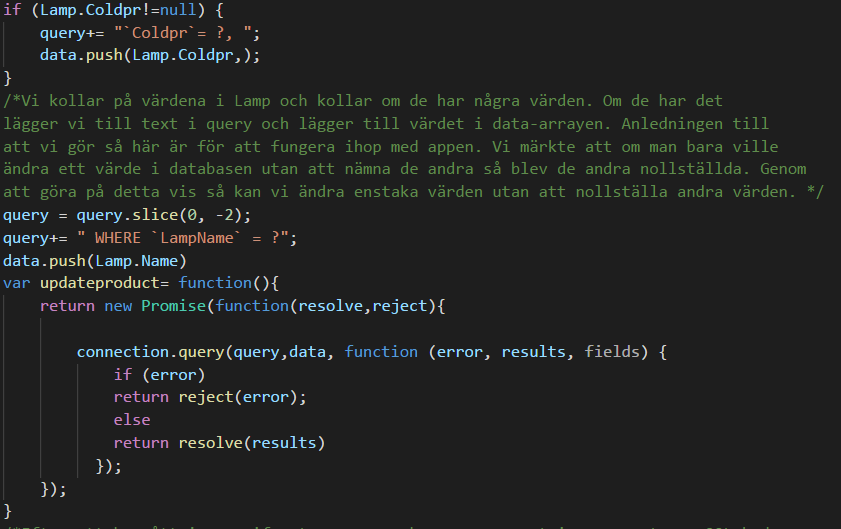 if (Lamp.Coldpr!=null) {
query+= "`Coldpr`= ?, ";
data.push(Lamp.Coldpr,);
}
/*Vi kollar på värdena i Lamp och kollar om de har några värden. Om de har det
lägger vi till text i query och lägger till värdet i data-arrayen. Anledningen till
att vi gör så här är för att fungera ihop med appen. Vi märkte att om man bara ville
ändra ett värde i databasen utan att nämna de andra så blev de andra nollställda. Genom
att göra på detta vis så kan vi ändra enstaka värden utan att nollställa andra värden. */
query = query.slice(0, -2);
query+= " WHERE `LampName` = ?";
data.push(Lamp.Name)
var updateproduct= function(){
return new Promise(function(resolve,reject){
connection.query(query,data, function (error, results, fields) {
if (error)
return reject(error);
else
return resolve(results)
});
});
}